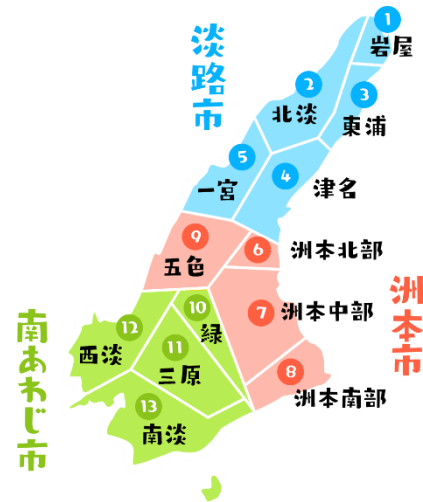 淡路市
1
岩屋
2
北淡
3
東浦
4
津名
5
一宮
洲本市
6
洲本北部
7
洲本中部
8
洲本南部
9
五色
南あわじ市
10
緑
11
三原
12
西淡
13
南淡